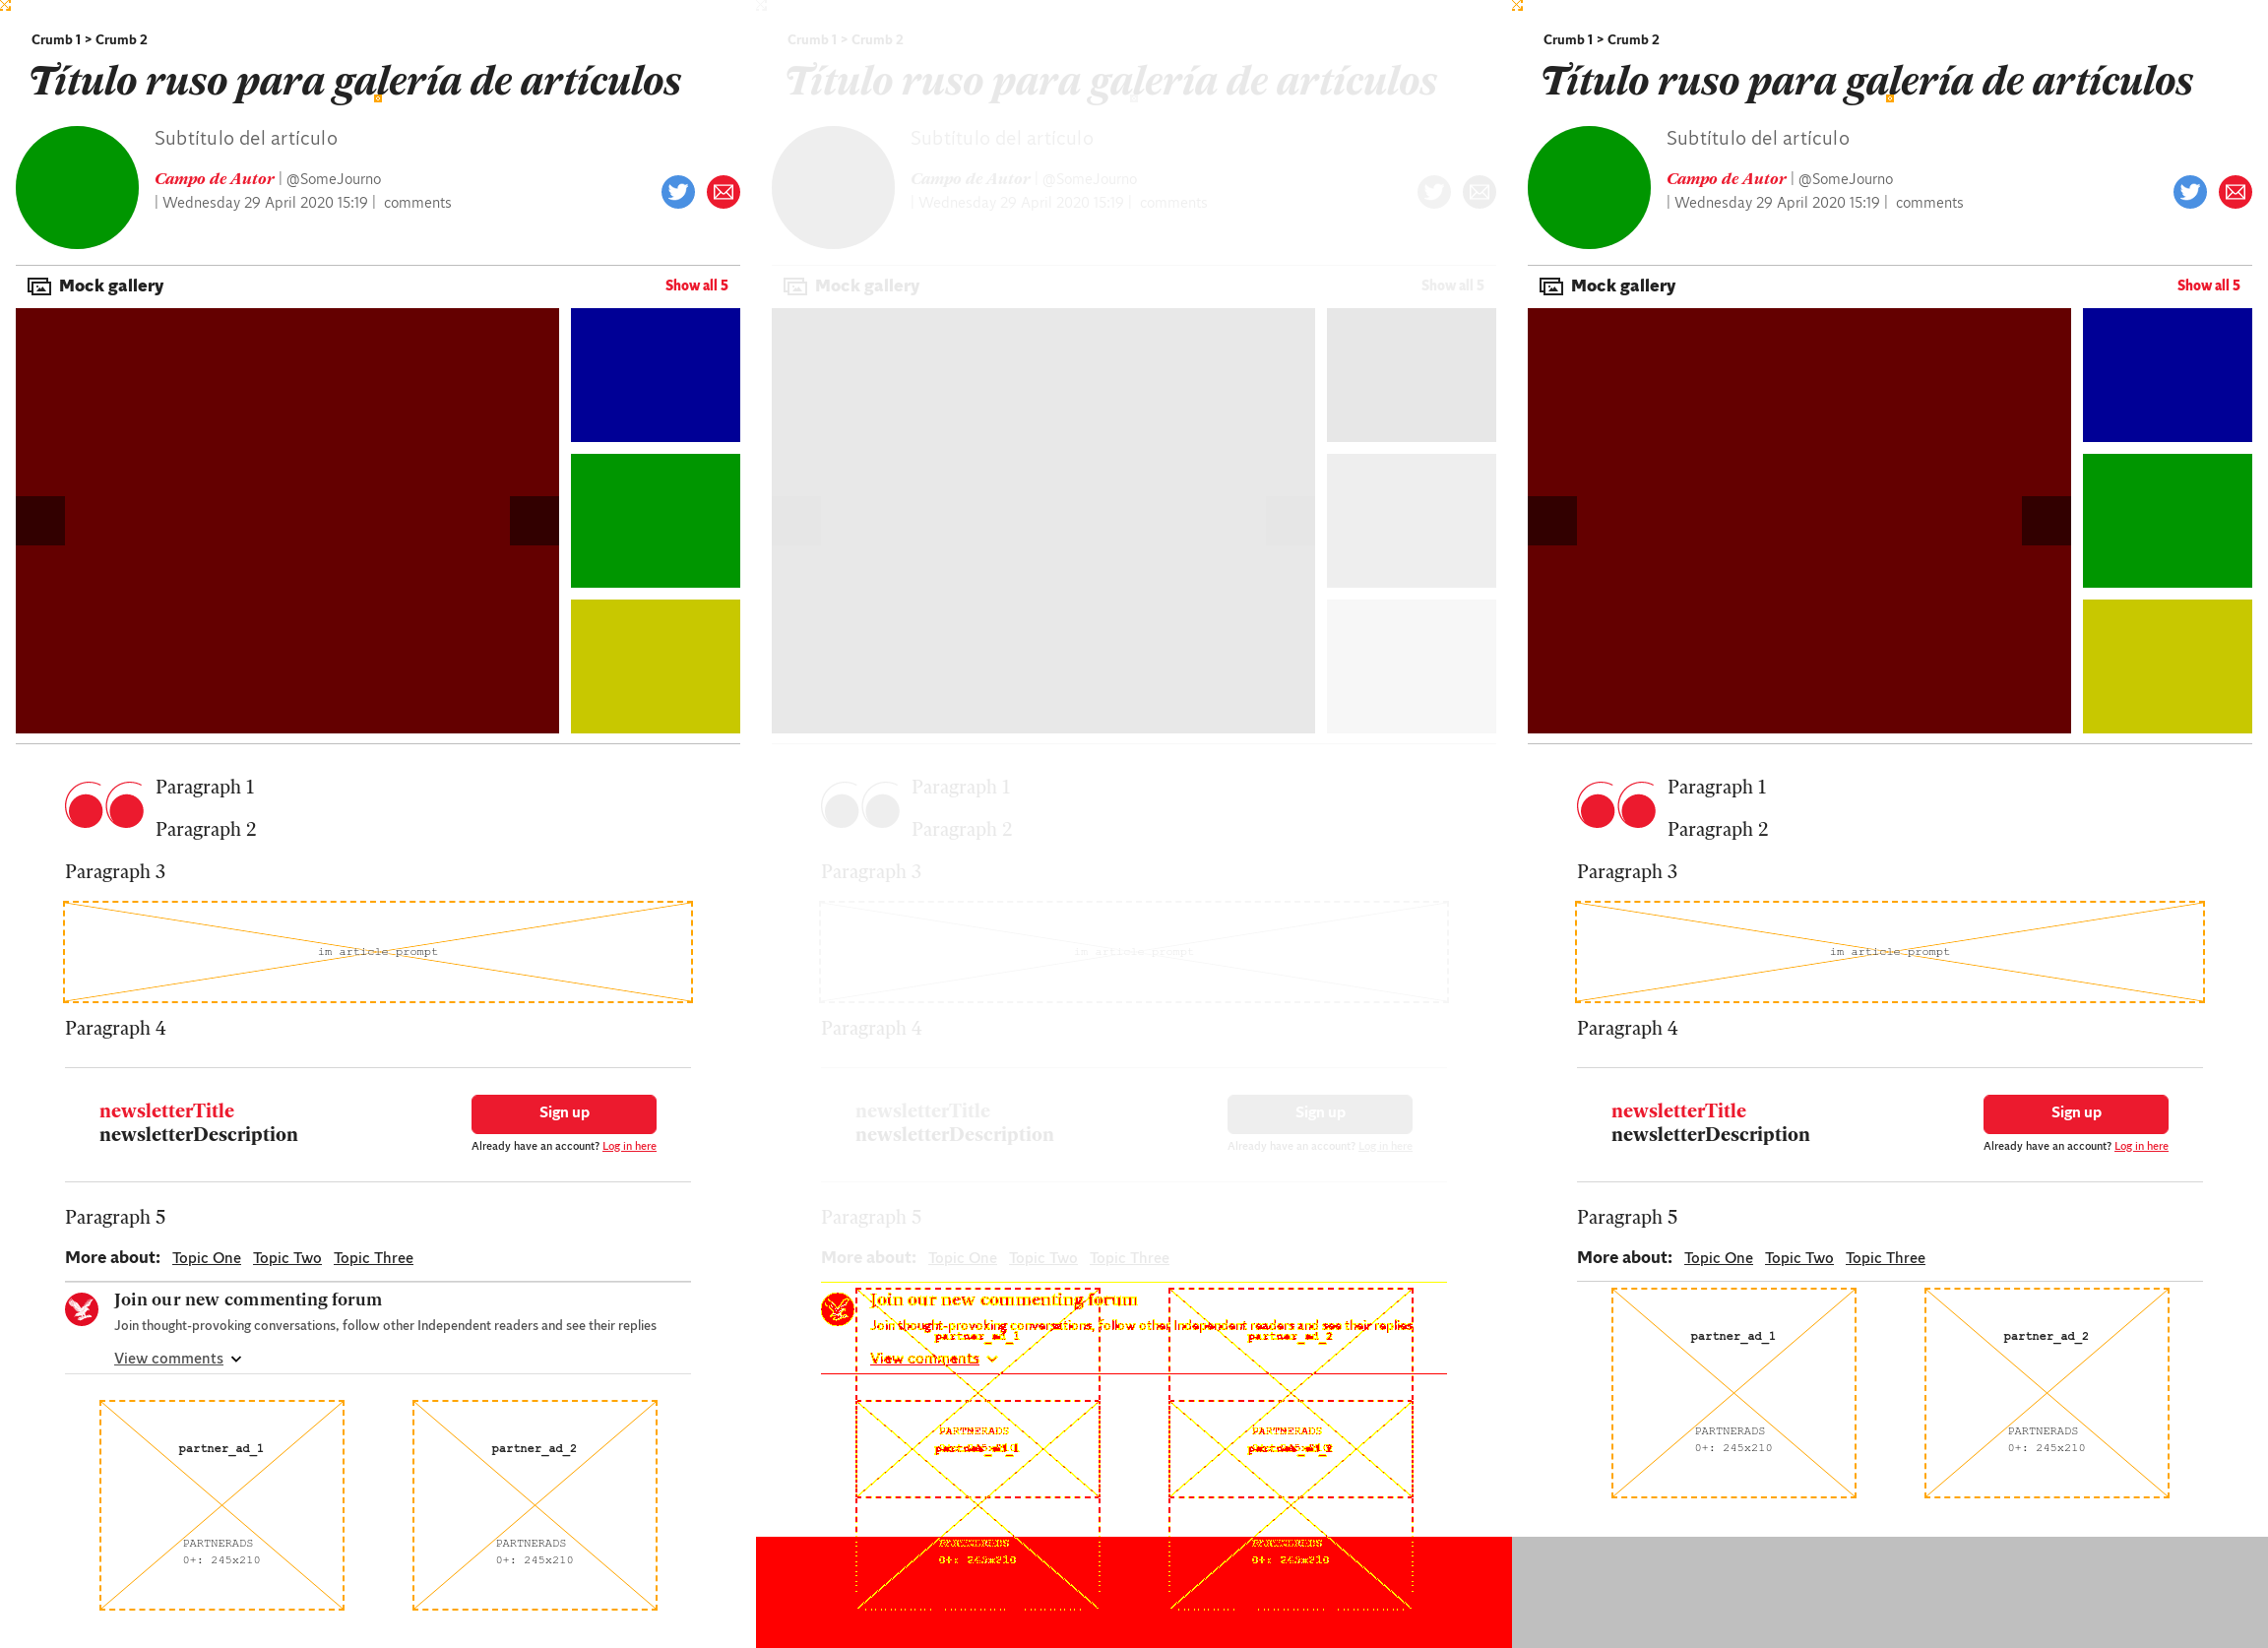 Crumb 1 > Crumb 2
Título ruso para galería de artículos
Subtítulo del artículo
Campo de Autor | @SomeJourno
| Wednesday 29 April 2020 15:19 | comments
Mock gallery
Show all 5
Paragraph 1
Paragraph 2
Paragraph 3
im article prompt
Paragraph 4
newsletterTitle
newsletterDescription
Sign up
Already have an account? Log in here
Paragraph 5
More about: Topic One Topic Two Topic Three
Join our new commenting forum
Join thought-provoking conversations, follow other Independent readers and see their replies
View comments
partner_ad_1
PARTNERADS
0+: 245x210
partner_ad_2
PARTNERADS
0+: 245x210
Crumb 1 > Crumb 2
Título ruso para galería de artículos
Subtítulo del artículo
Campo de Autor | @SomeJourno
| Wednesday 29 April 2020 15:19 | comments
Mock gallery
Show all 5
Paragraph 1
Paragraph 2
Paragraph 3
im article prompt
Paragraph 4
newsletterTitle
newsletterDescription
Sign up
Already have an account? Log in here
Paragraph 5
More about: Topic One Topic Two Topic Three
Join our new commenting forum
Join thought-provoking conversations, follow other Independent readers and see their replies
partner_ad_1
partner_ad_2
View comments
PARTNERADS
PARTNERADS
partner_ad_1
partner_ad_2
PARTNERADS
0+: 245x210
PARTNERADS
0+: 245x210
Crumb 1 > Crumb 2
Título ruso para galería de artículos
Subtítulo del artículo
Campo de Autor | @SomeJourno
| Wednesday 29 April 2020 15:19 | comments
Mock gallery
Show all 5
Paragraph 1
Paragraph 2
Paragraph 3
im article prompt
Paragraph 4
newsletterTitle
newsletterDescription
Sign up
Already have an account? Log in here
Paragraph 5
More about: Topic One Topic Two Topic Three
partner_ad_1
PARTNERADS
0+: 245x210
partner_ad_2
PARTNERADS
0+: 245x210